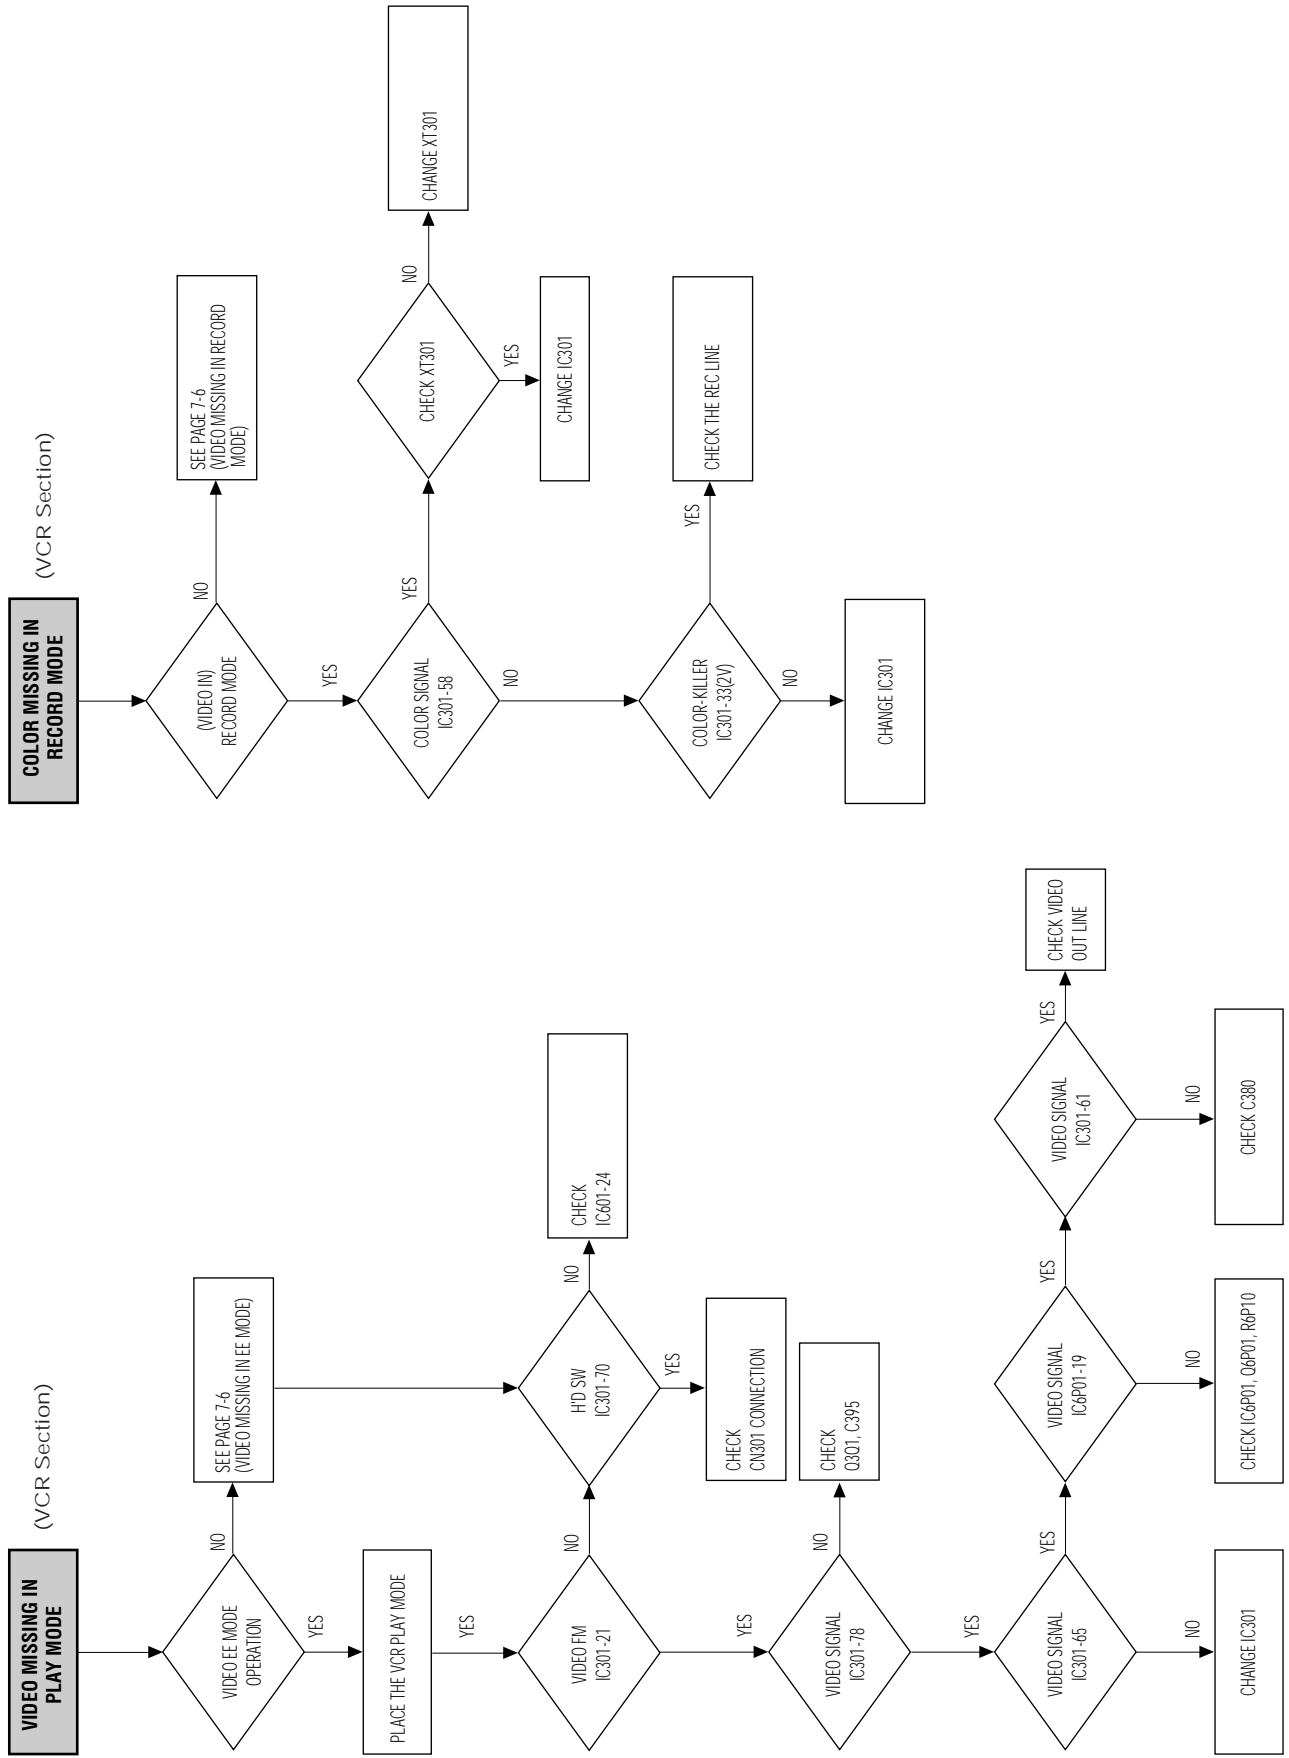 VIDEO MISSING IN
PLAY MODE
(VCR Section)
VIDEO EE MODE
OPERATION
NO
SEE PAGE 7-6
(VIDEO MISSING IN EE MODE)
YES
PLACE THE VCR PLAY MODE
YES
VIDEO FM
IC301-21
NO
H'D SW
IC301-70
NO
CHECK
IC601-24
YES
CHECK
CN301 CONNECTION
YES
VIDEO SIGNAL
IC301-78
NO
CHECK
Q3Q1, C395
YES
VIDEO SIGNAL
IC301-65
YES
VIDEO SIGNAL
IC6P01-19
YES
VIDEO SIGNAL
IC301-61
YES
CHECK VIDEO
OUT LINE
NO
CHANGE IC301
NO
CHECK IC6P01, Q6P01, R6P10
NO
CHECK C380
COLOR MISSING IN
RECORD MODE
(VCR Section)
(VIDEO IN)
RECORD MODE
NO
SEE PAGE 7-6
(VIDEO MISSING IN RECORD
MODE)
YES
COLOR SIGNAL
IC301-58
YES
CHECK XT301
NO
CHANGE XT301
YES
CHANGE IC301
NO
COLOR-KILLER
IC301-33(2V)
YES
CHECK THE REC LINE
NO
CHANGE IC301